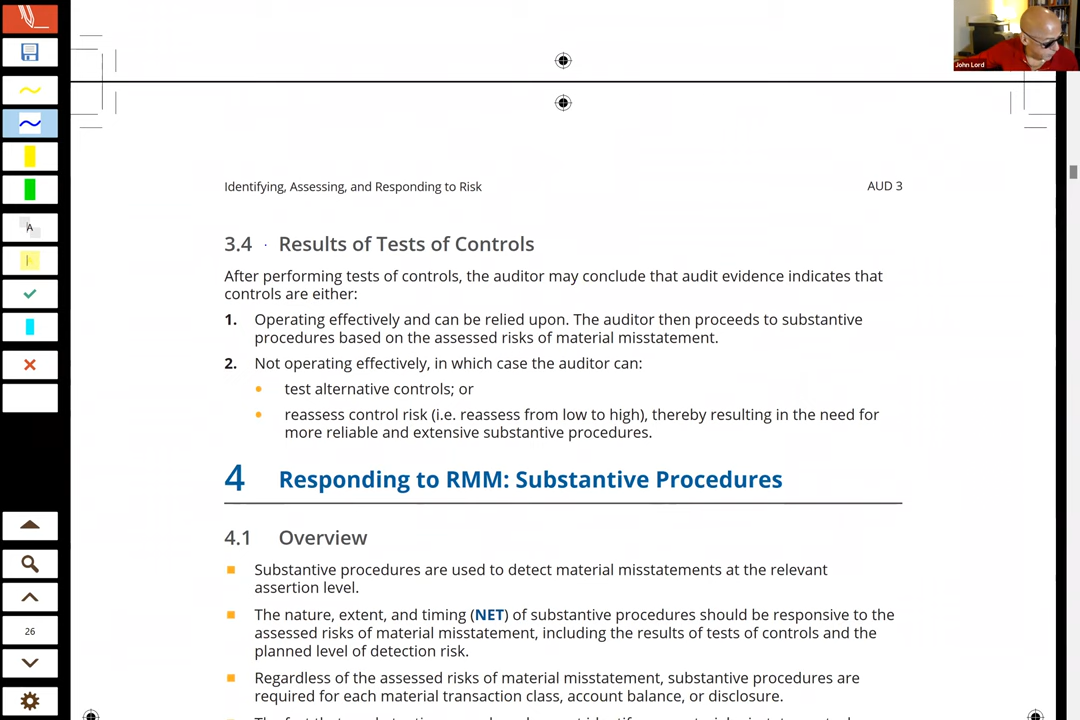 John Lord
Identifying, Assessing, and Responding to Risk AUD 3
3.4 · Results of Tests of Controls
After performing tests of controls, the auditor may conclude that audit evidence indicates that
controls are either:
1. Operating effectively and can be relied upon. The auditor then proceeds to substantive
procedures based on the assessed risks of material misstatement.
2. Not operating effectively, in which case the auditor can:
• test alternative controls; or
• reassess control risk (i.e. reassess from low to high), thereby resulting in the need for
more reliable and extensive substantive procedures.
4 Responding to RMM: Substantive Procedures
4.1 Overview
■ Substantive procedures are used to detect material misstatements at the relevant
assertion level.
■ The nature, extent, and timing (NET) of substantive procedures should be responsive to the
assessed risks of material misstatement, including the results of tests of controls and the
planned level of detection risk.
■ Regardless of the assessed risks of material misstatement, substantive procedures are
required for each material transaction class, account balance, or disclosure.
A
26